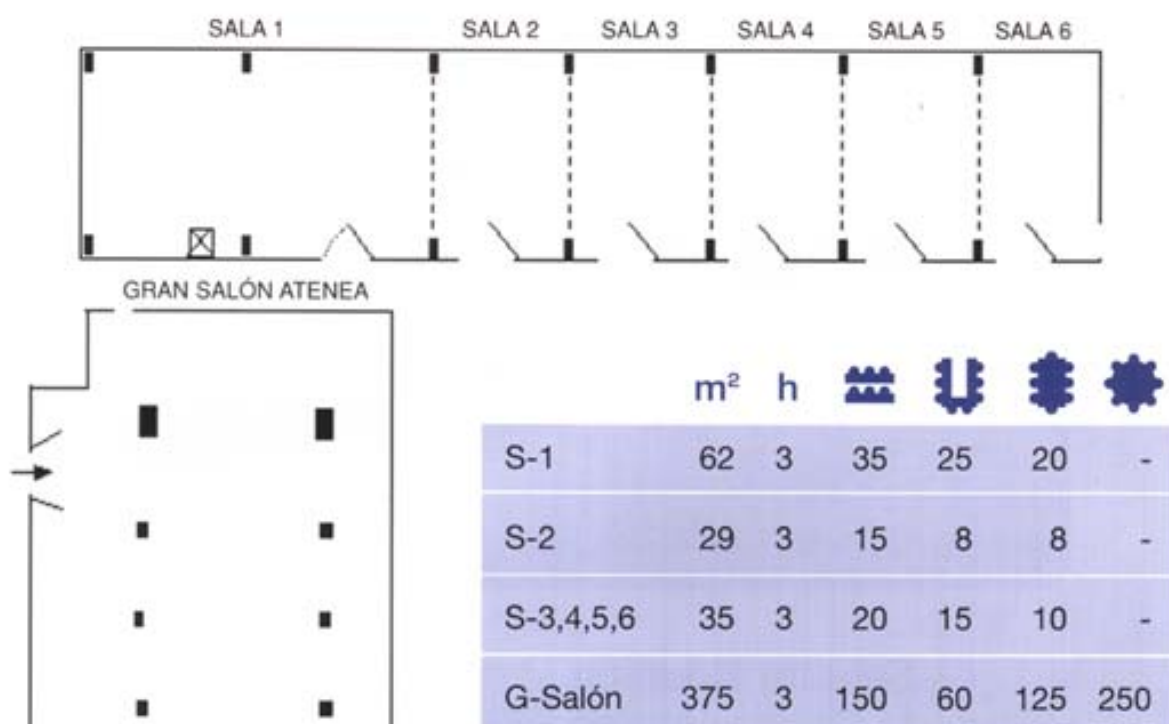 SALA 1 SALA 2 SALA 3 SALA 4 SALA 5 SALA 6
GRAN SALÓN ATENEA
m² h
S-1 62 3 35 25 20 -
S-2 29 3 15 8 8 -
S-3,4,5,6 35 3 20 15 10 -
G-Salón 375 3 150 60 125 250